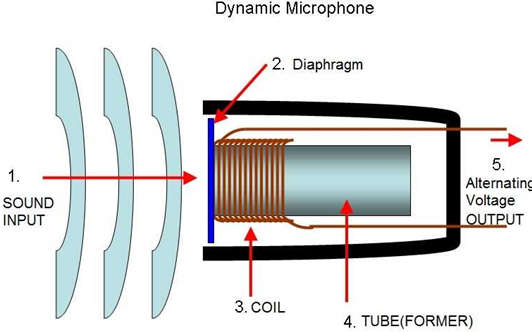 Dynamic Microphone
2. Diaphragm
1.
SOUND
INPUT
5.
Alternating
Voltage
OUTPUT
3. COIL
4. TUBE(FORMER)